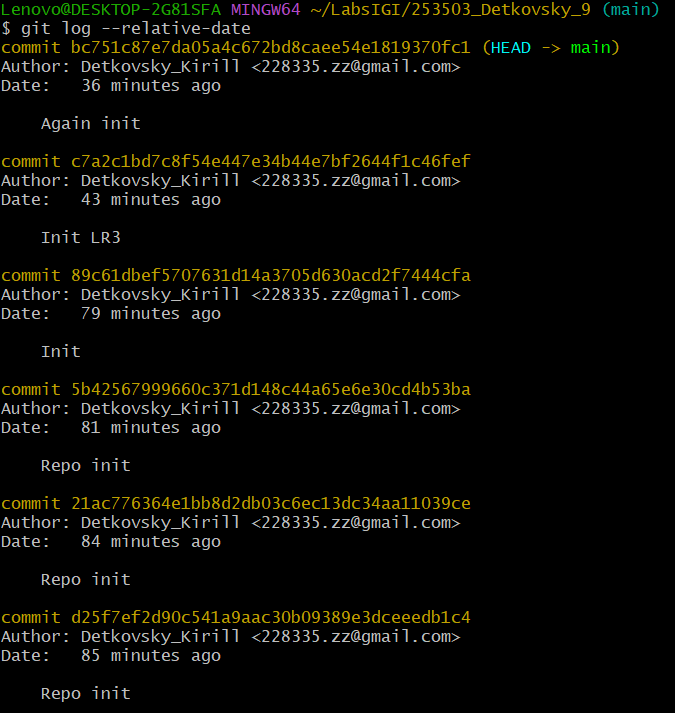 Lenovo@DESKTOP-2G81SFA MINGW64 ~/LabsIGI/253503_Detkovsky_9 (main)
$ git log --relative-date
commit bc751c87e7da05a4c672bd8caee54e1819370fc1 (HEAD -> main)
Author: Detkovsky_Kirill <228335.zz@gmail.com>
Date:   36 minutes ago
Again init
commit c7a2c1bd7c8f54e447e34b44e7bf2644f1c46fef
Author: Detkovsky_Kirill <228335.zz@gmail.com>
Date:   43 minutes ago
Init LR3
commit 89c61dbef5707631d14a3705d630acd2f7444cfa
Author: Detkovsky_Kirill <228335.zz@gmail.com>
Date:   79 minutes ago
Init
commit 5b42567999660c371d148c44a65e6e30cd4b53ba
Author: Detkovsky_Kirill <228335.zz@gmail.com>
Date:   81 minutes ago
Repo init
commit 21ac776364e1bb8d2db03c6ec13dc34aa11039ce
Author: Detkovsky_Kirill <228335.zz@gmail.com>
Date:   84 minutes ago
Repo init
commit d25f7ef2d90c541a9aac30b09389e3dceeedb1c4
Author: Detkovsky_Kirill <228335.zz@gmail.com>
Date:   85 minutes ago
Repo init